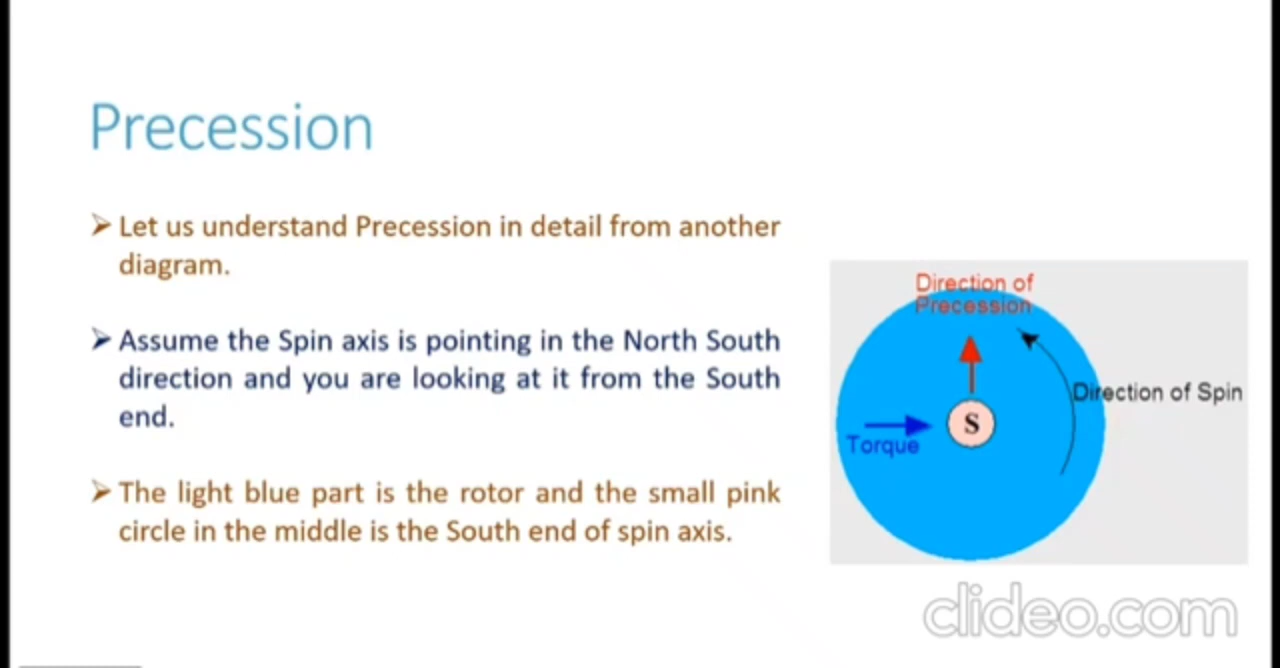 Precession
➢ Let us understand Precession in detail from another
diagram.
➢ Assume the Spin axis is pointing in the North South
direction and you are looking at it from the South
end.
➢ The light blue part is the rotor and the small pink
circle in the middle is the South end of spin axis.
Direction of
Precession
Direction of Spin
S
Torque
clideo.com